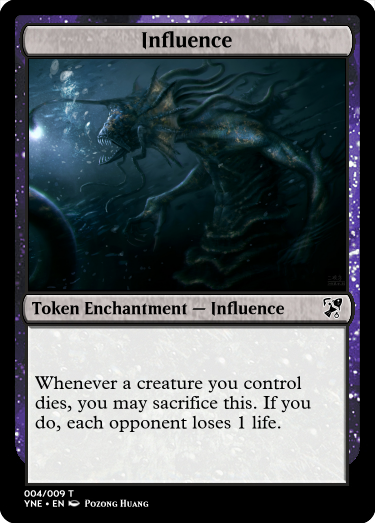 Influence
Token Enchantment — Influence
Whenever a creature you control
dies, you may sacrifice this. If you
do, each opponent loses 1 life.
004/009 T
YNE • EN Pozong Huang